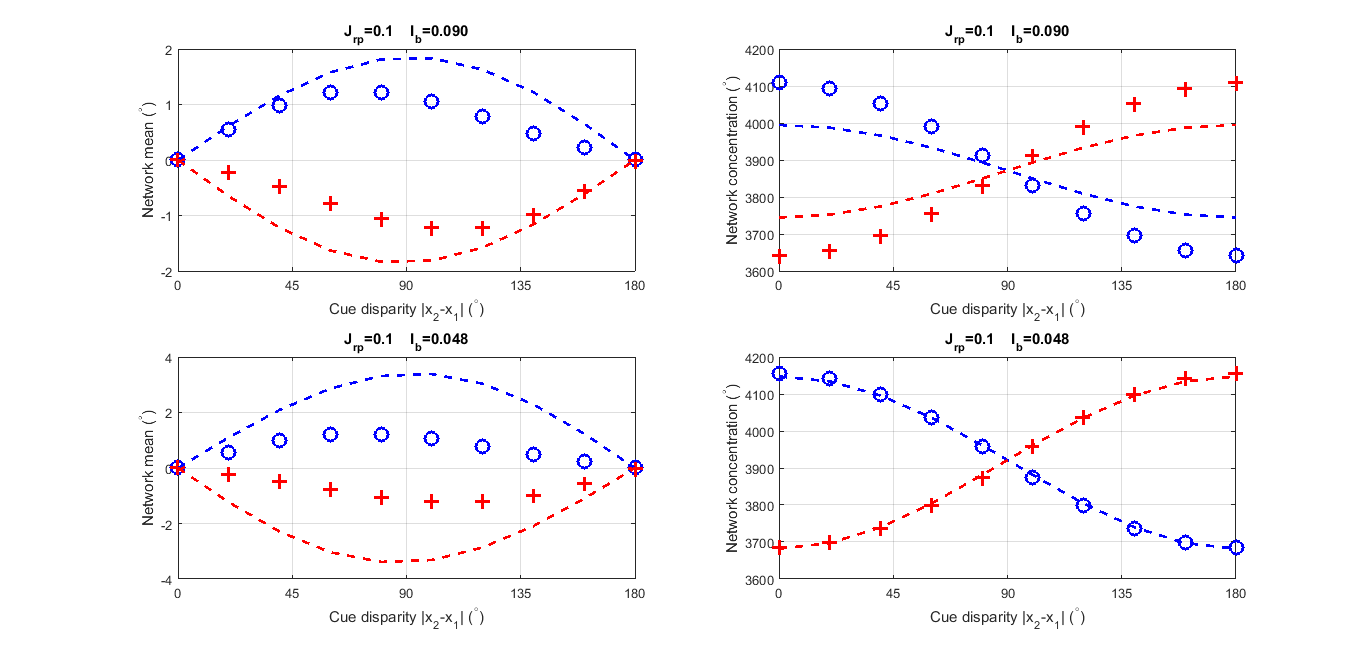 J_rp=0.1 I_b=0.090
2
1
0
-1
-2
Network mean (°)
0 45 90 135 180
Cue disparity |x_2-x_1| (°)
J_rp=0.1 I_b=0.090
4200
4100
4000
3900
3800
3700
3600
Network concentration (°)
0 45 90 135 180
Cue disparity |x_2-x_1| (°)
J_rp=0.1 I_b=0.048
4
2
0
-2
-4
Network mean (°)
0 45 90 135 180
Cue disparity |x_2-x_1| (°)
J_rp=0.1 I_b=0.048
4200
4100
4000
3900
3800
3700
3600
Network concentration (°)
0 45 90 135 180
Cue disparity |x_2-x_1| (°)